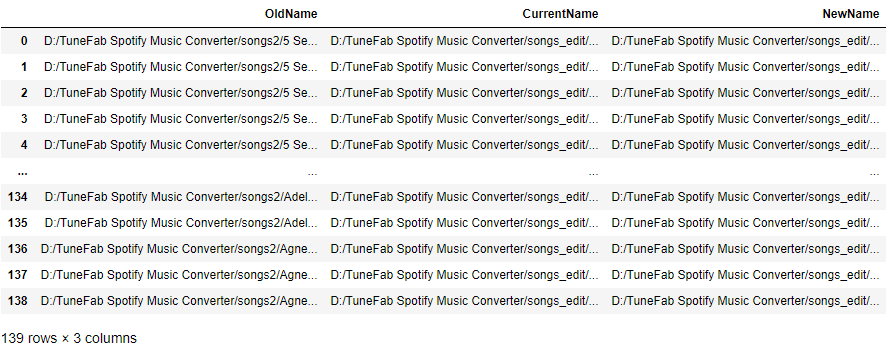 OldName CurrentName NewName
0 D:/TuneFab Spotify Music Converter/songs2/5 Se... D:/TuneFab Spotify Music Converter/songs_edit/... D:/TuneFab Spotify Music Converter/songs_edit/...
1 D:/TuneFab Spotify Music Converter/songs2/5 Se... D:/TuneFab Spotify Music Converter/songs_edit/... D:/TuneFab Spotify Music Converter/songs_edit/...
2 D:/TuneFab Spotify Music Converter/songs2/5 Se... D:/TuneFab Spotify Music Converter/songs_edit/... D:/TuneFab Spotify Music Converter/songs_edit/...
3 D:/TuneFab Spotify Music Converter/songs2/5 Se... D:/TuneFab Spotify Music Converter/songs_edit/... D:/TuneFab Spotify Music Converter/songs_edit/...
4 D:/TuneFab Spotify Music Converter/songs2/5 Se... D:/TuneFab Spotify Music Converter/songs_edit/... D:/TuneFab Spotify Music Converter/songs_edit/...
... ... ... ...
134 D:/TuneFab Spotify Music Converter/songs2/Adel... D:/TuneFab Spotify Music Converter/songs_edit/... D:/TuneFab Spotify Music Converter/songs_edit/...
135 D:/TuneFab Spotify Music Converter/songs2/Adel... D:/TuneFab Spotify Music Converter/songs_edit/... D:/TuneFab Spotify Music Converter/songs_edit/...
136 D:/TuneFab Spotify Music Converter/songs2/Agne... D:/TuneFab Spotify Music Converter/songs_edit/... D:/TuneFab Spotify Music Converter/songs_edit/...
137 D:/TuneFab Spotify Music Converter/songs2/Agne... D:/TuneFab Spotify Music Converter/songs_edit/... D:/TuneFab Spotify Music Converter/songs_edit/...
138 D:/TuneFab Spotify Music Converter/songs2/Agne... D:/TuneFab Spotify Music Converter/songs_edit/... D:/TuneFab Spotify Music Converter/songs_edit/...
139 rows × 3 columns